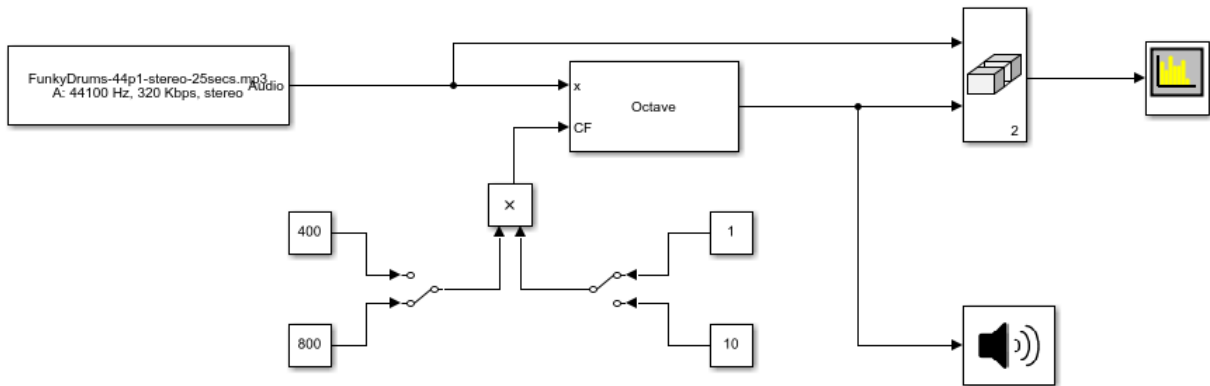 FunkyDrums-44p1-stereo-25secs.mp3
A: 44100 Hz, 320 Kbps, stereo
Audio
x
CF
Octave
2
×
400
800
1
10